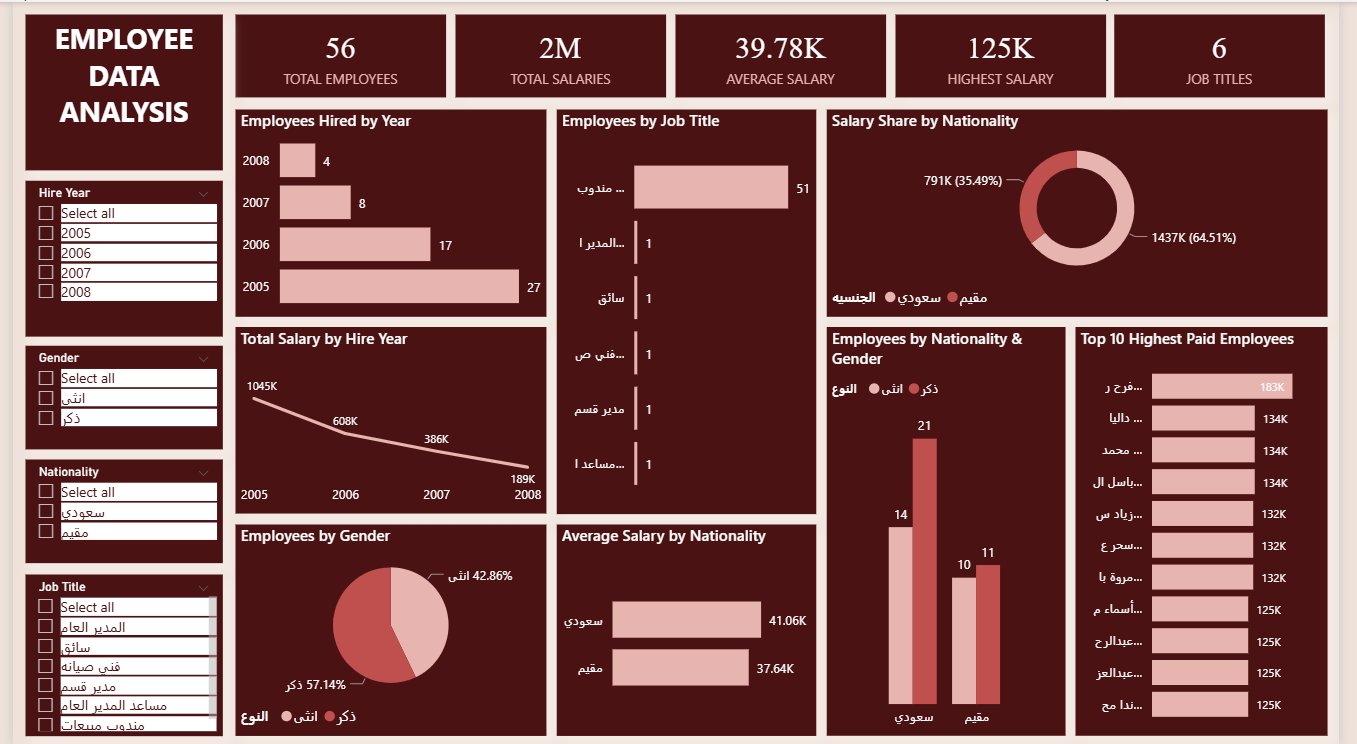 EMPLOYEE
DATA
ANALYSIS
56
TOTAL EMPLOYEES
2M
TOTAL SALARIES
39.78K
AVERAGE SALARY
125K
HIGHEST SALARY
6
JOB TITLES
Hire Year
Select all
2005
2006
2007
2008
Gender
Select all
انثى
ذكر
Nationality
Select all
سعودي
مقيم
Job Title
Select all
المدير العام
سائق
فني صيانه
مدير قسم
مساعد المدير العام
مندوب مبيعات
Employees Hired by Year
2008 4
2007 8
2006 17
2005 27
Total Salary by Hire Year
1045K
608K
386K
189K
2005 2006 2007 2008
Employees by Gender
انثى 42.86%
ذكر 57.14%
النوع انثى ذكر
Employees by Job Title
مندوب ... 51
المدير ا... 1
سائق 1
فني ص... 1
مدير قسم 1
مساعد ا... 1
Average Salary by Nationality
سعودي 41.06K
مقيم 37.64K
Salary Share by Nationality
791K (35.49%)
1437K (64.51%)
الجنسيه سعودي مقيم
Employees by Nationality &
Gender
النوع انثى ذكر
21
14
11
10
سعودي مقيم
Top 10 Highest Paid Employees
فرح ر... 183K
داليا ... 134K
محمد ... 134K
باسل ال... 134K
زياد س... 132K
سحر ع... 132K
مروة با... 132K
أسماء م... 125K
عبدالرح... 125K
عبدالعز... 125K
ندا مح... 125K